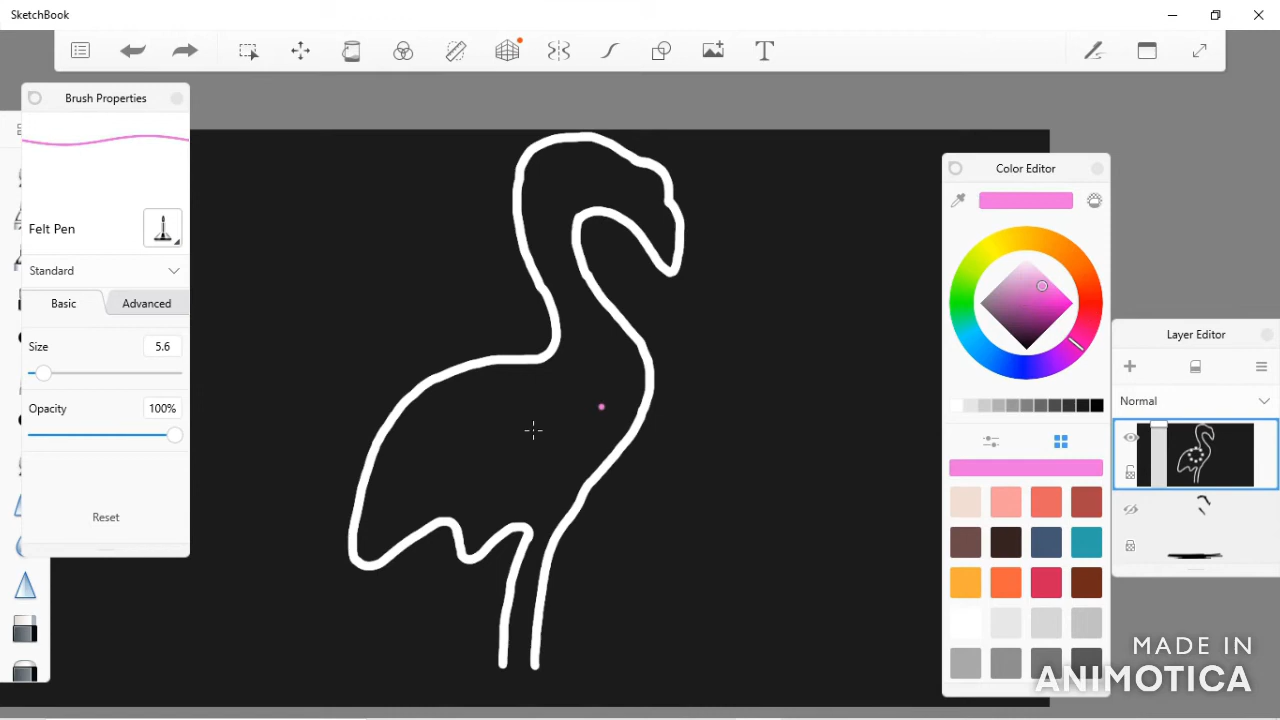 SketchBook
Brush Properties
Felt Pen
Standard
Basic
Advanced
Size
5.6
Opacity
100%
Reset
Color Editor
Layer Editor
Normal
MADE IN
ANIMOTICA